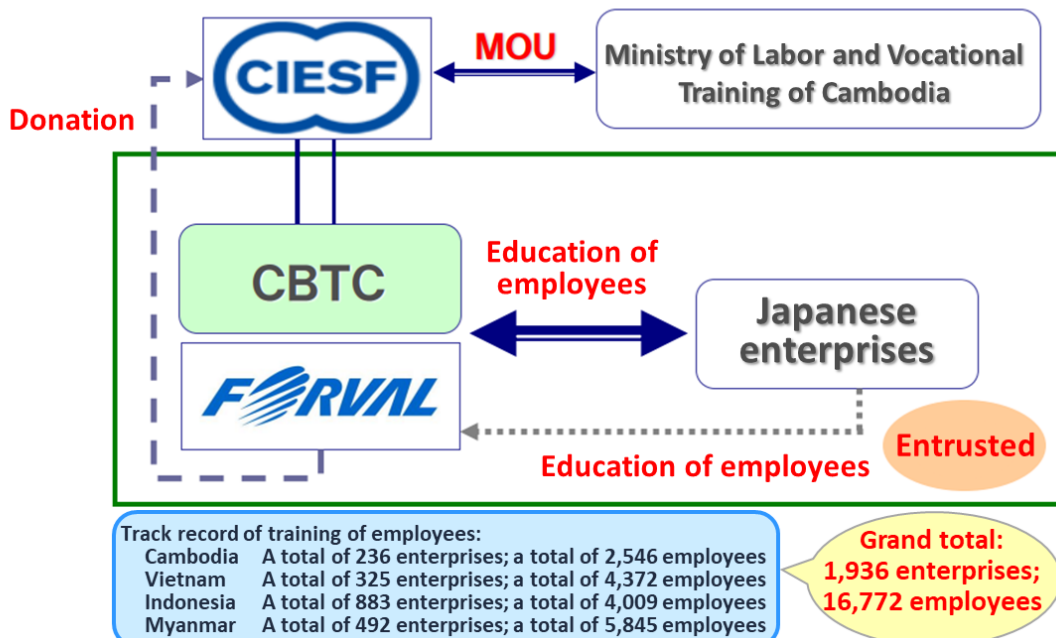 CIESF
MOU
Ministry of Labor and Vocational
Training of Cambodia
Donation
CBTC
Education of
employees
Japanese
enterprises
FORVAL
Entrusted
Education of employees
Track record of training of employees:
Cambodia A total of 236 enterprises; a total of 2,546 employees
Vietnam A total of 325 enterprises; a total of 4,372 employees
Indonesia A total of 883 enterprises; a total of 4,009 employees
Myanmar A total of 492 enterprises; a total of 5,845 employees
Grand total:
1,936 enterprises;
16,772 employees